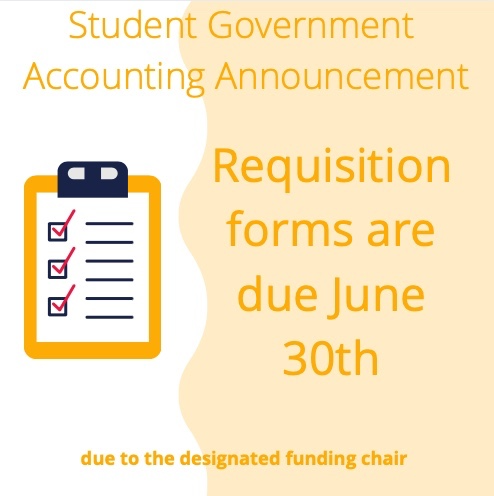 Student Government
Accounting Announcement
Requisition
forms are
due June
30th
due to the designated funding chair